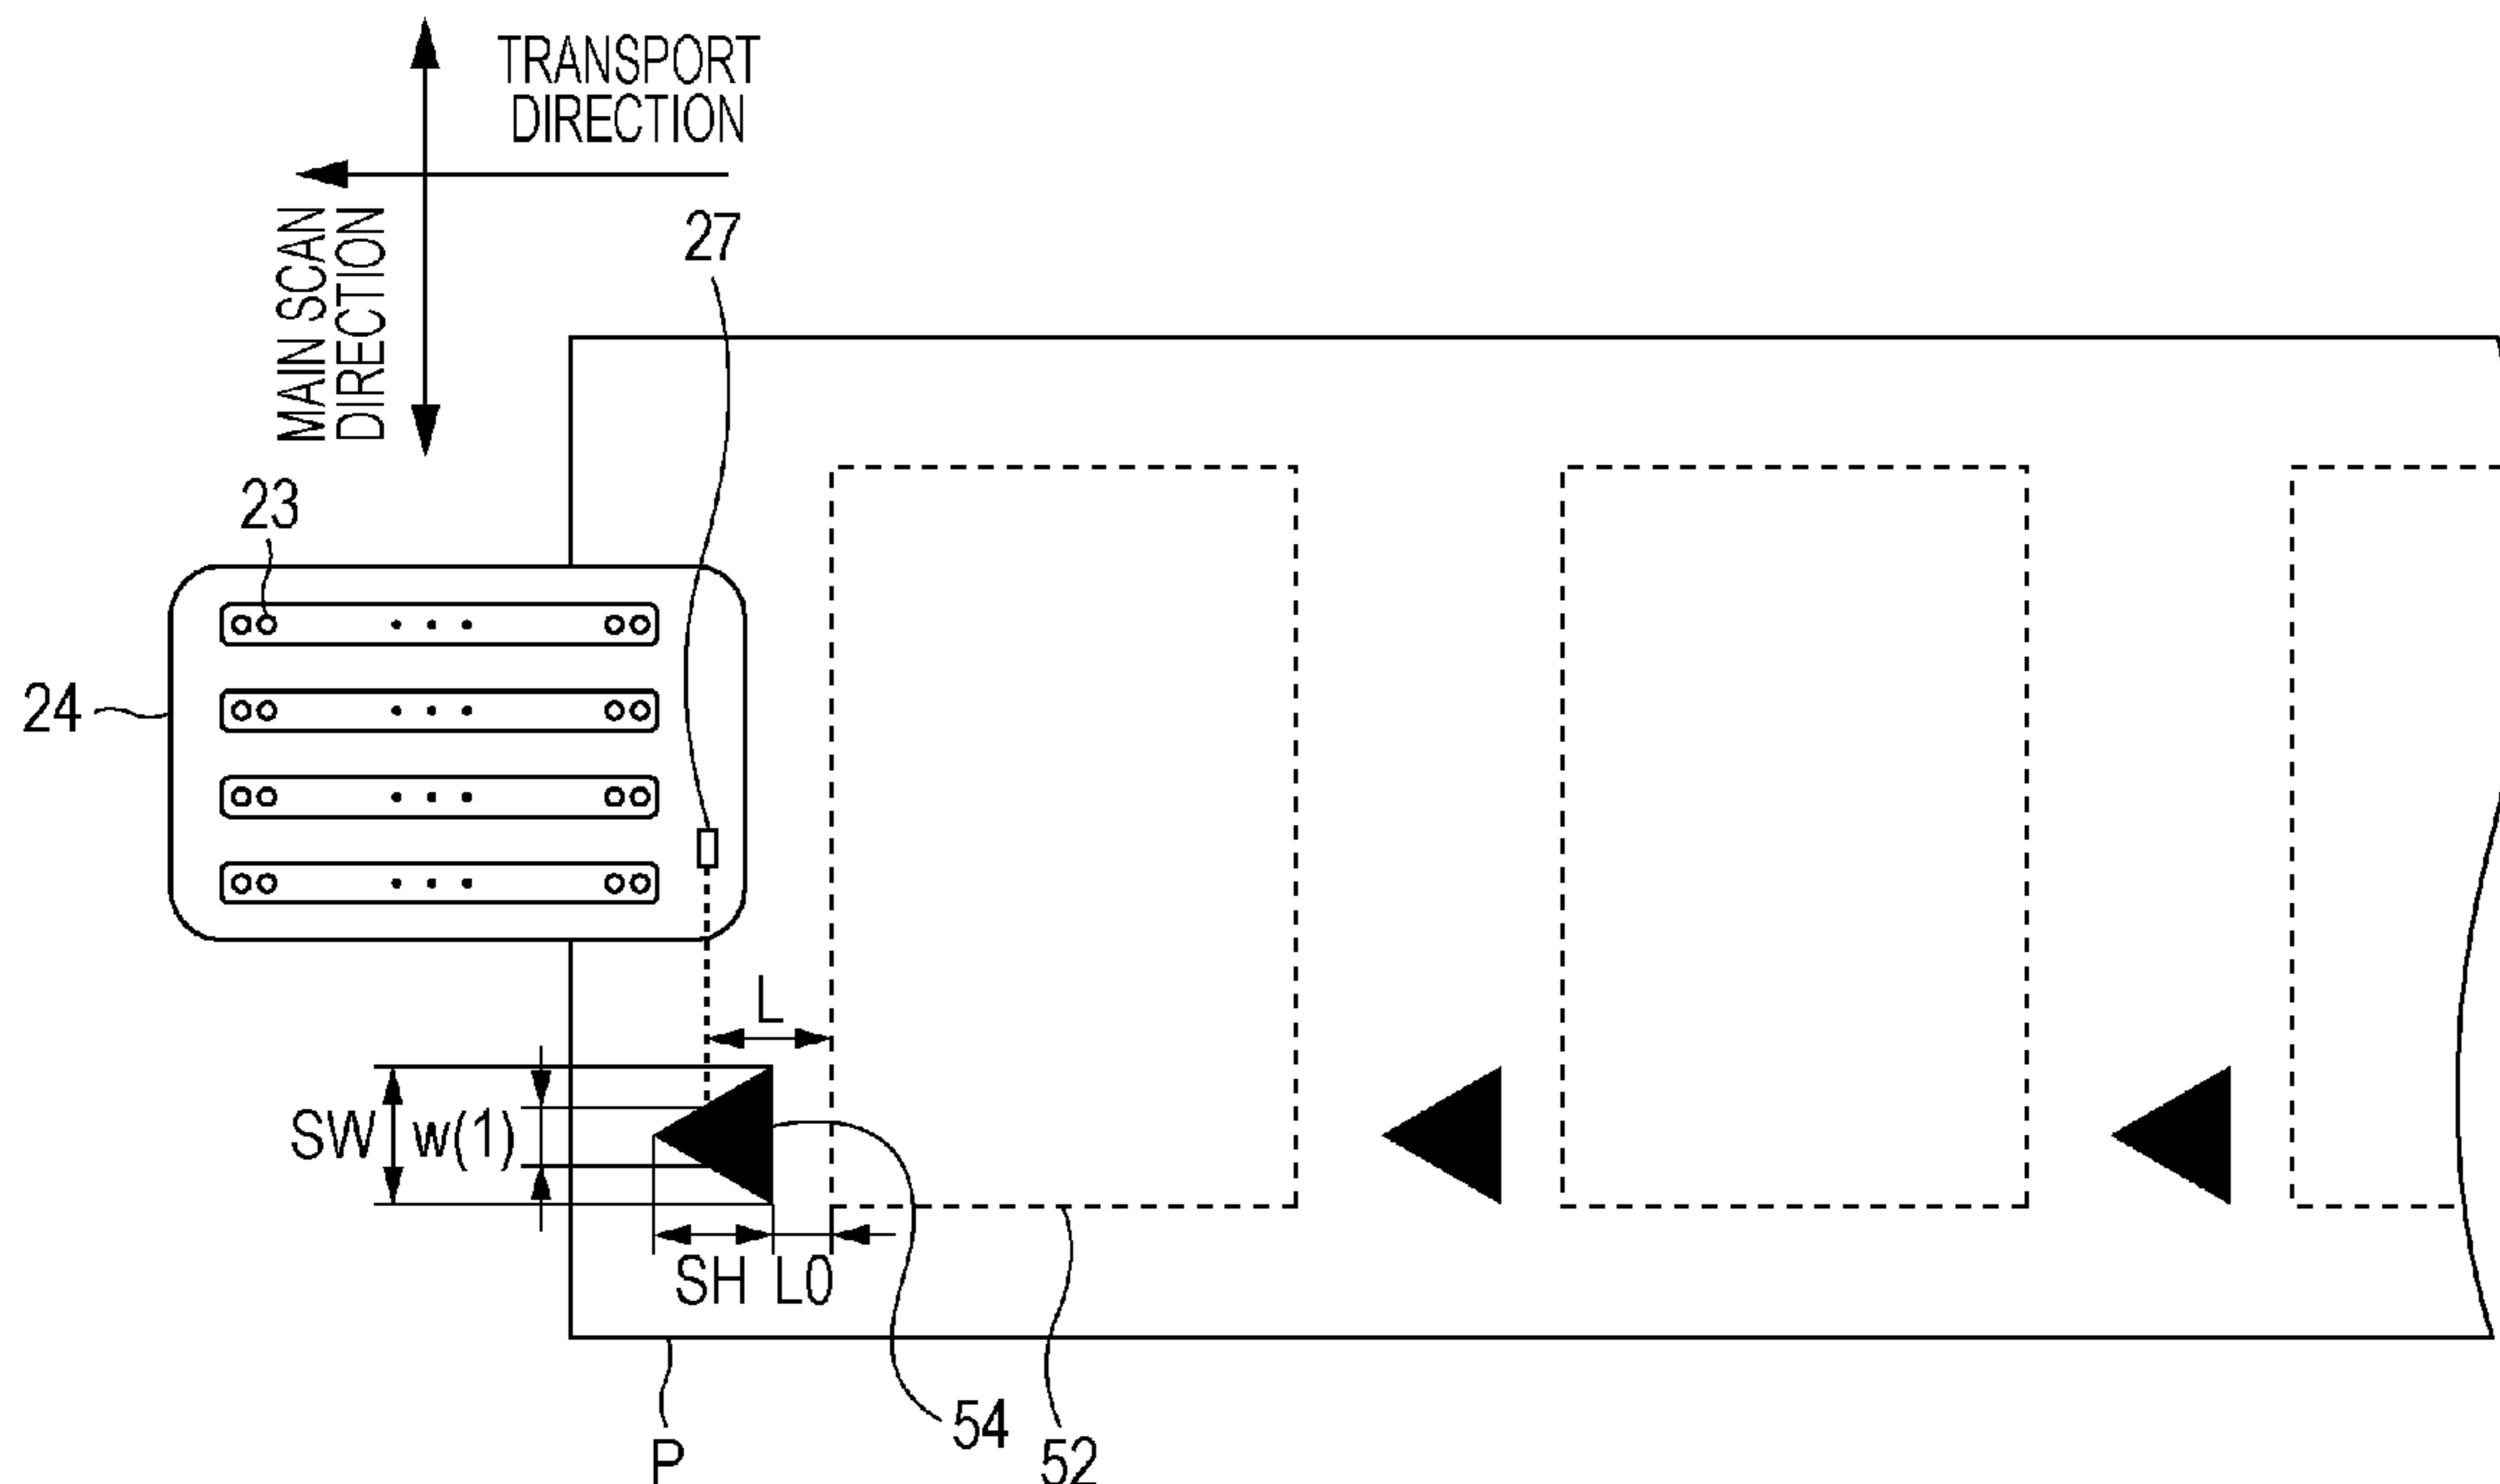 TRANSPORT
DIRECTION
MAIN SCAN
DIRECTION
27
23
24
L
SW
w(1)
SH
L0
54
52
P